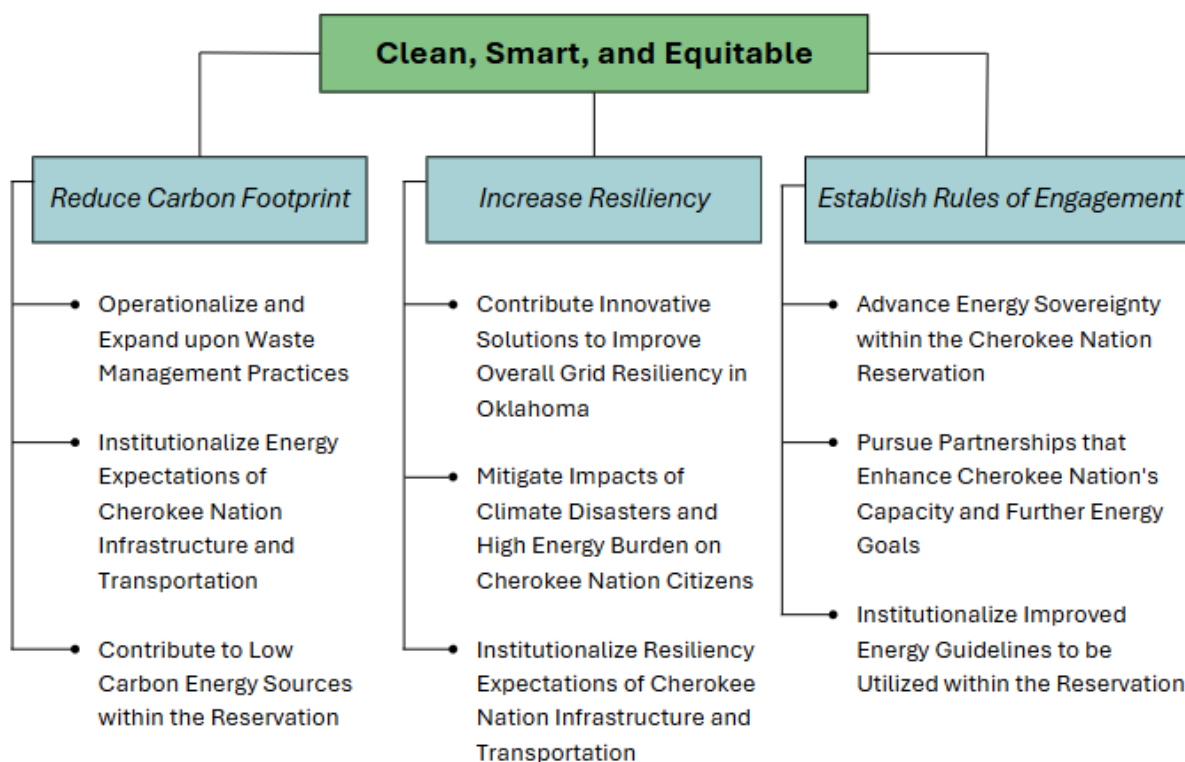 Clean, Smart, and Equitable
Reduce Carbon Footprint
Operationalize and
Expand upon Waste
Management Practices
Institutionalize Energy
Expectations of
Cherokee Nation
Infrastructure and
Transportation
Contribute to Low
Carbon Energy Sources
within the Reservation
Increase Resiliency
Contribute Innovative
Solutions to Improve
Overall Grid Resiliency in
Oklahoma
Mitigate Impacts of
Climate Disasters and
High Energy Burden on
Cherokee Nation Citizens
Institutionalize Resiliency
Expectations of Cherokee
Nation Infrastructure and
Transportation
Establish Rules of Engagement
Advance Energy Sovereignty
within the Cherokee Nation
Reservation
Pursue Partnerships that
Enhance Cherokee Nation's
Capacity and Further Energy
Goals
Institutionalize Improved
Energy Guidelines to be
Utilized within the Reservation